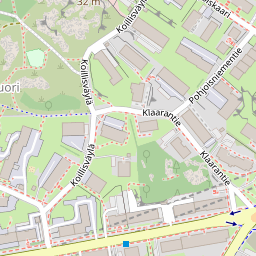 32 m
skaari
Koillisväylä
Koillisväylä
uori
Pohjoisniementie
Klaarantie
Koillisväylä
Klaarantie